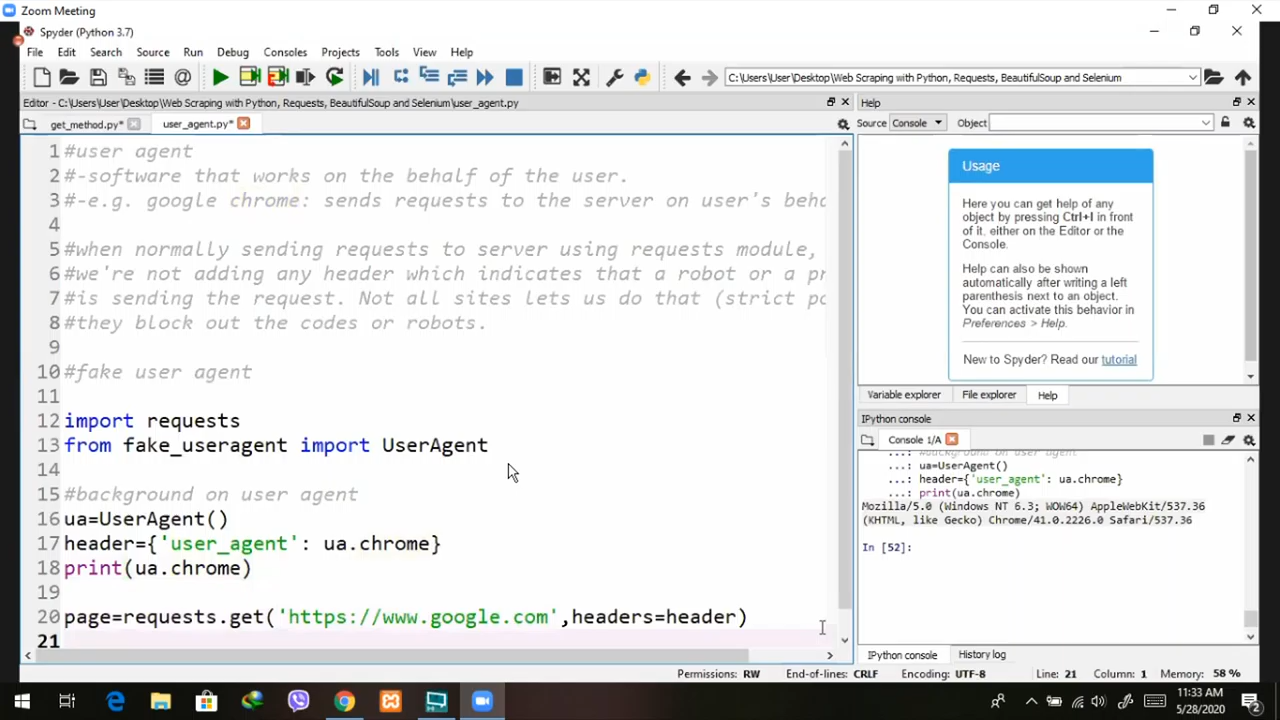 Zoom Meeting
Spyder (Python 3.7)
File Edit Search Source Run Debug Consoles Projects Tools View Help
C:\Users\User\Desktop\Web Scraping with Python, Requests, BeautifulSoup and Selenium
Editor - C:\Users\User\Desktop\Web Scraping with Python, Requests, BeautifulSoup and Selenium\user_agent.py
get_method.py* user_agent.py*
1 #user agent
2 #-software that works on the behalf of the user.
3 #-e.g. google chrome: sends requests to the server on user's beha
4
5 #when normally sending requests to server using requests module,
6 #we're not adding any header which indicates that a robot or a pr
7 #is sending the request. Not all sites lets us do that (strict po
8 #they block out the codes or robots.
9
10 #fake user agent
11
12 import requests
13 from fake_useragent import UserAgent
14
15 #background on user agent
16 ua=UserAgent()
17 header={'user_agent': ua.chrome}
18 print(ua.chrome)
19
20 page=requests.get('https://www.google.com',headers=header)
21
Help
Source Console Object
Usage
Here you can get help of any
object by pressing Ctrl+I in front
of it, either on the Editor or the
Console.
Help can also be shown
automatically after writing a left
parenthesis next to an object.
You can activate this behavior in
Preferences > Help.
New to Spyder? Read our tutorial
Variable explorer File explorer Help
IPython console
Console 1/A
...: #background on user agent
...: ua=UserAgent()
...: header={'user_agent': ua.chrome}
...: print(ua.chrome)
Mozilla/5.0 (Windows NT 6.3; WOW64) AppleWebKit/537.36
(KHTML, like Gecko) Chrome/41.0.2226.0 Safari/537.36
In [52]:
IPython console History log
Permissions: RW End-of-lines: CRLF Encoding: UTF-8 Line: 21 Column: 1 Memory: 58 %
11:33 AM
5/28/2020
2